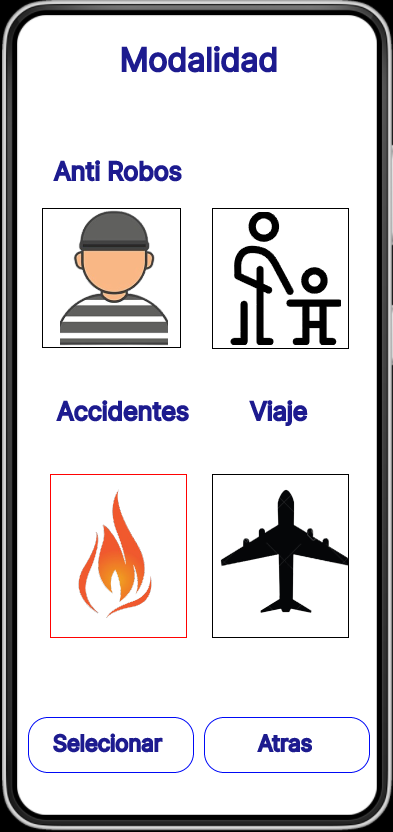 Modalidad
Anti Robos
Accidentes
Viaje
Selecionar
Atras